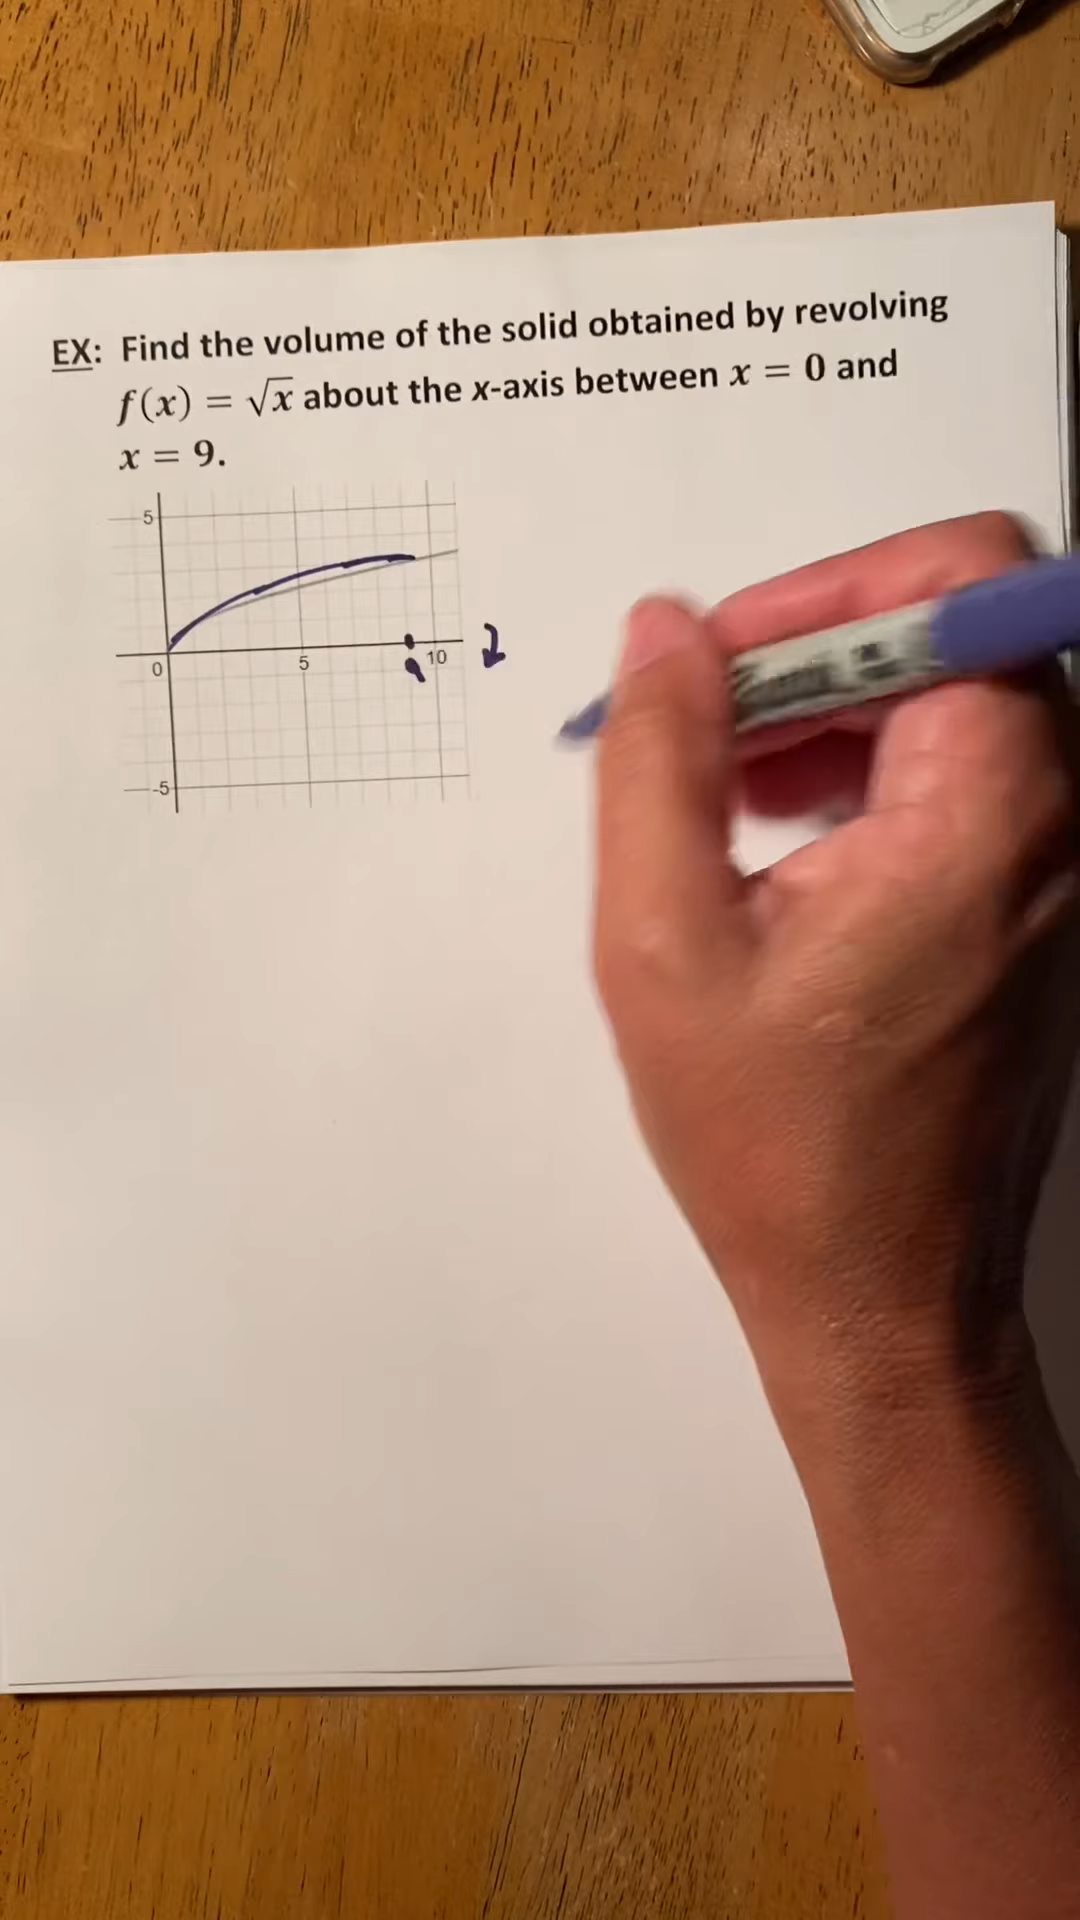 EX: Find the volume of the solid obtained by revolving
f(x) = √x about the x-axis between x = 0 and
x = 9.
5
0
5
10
9
-5